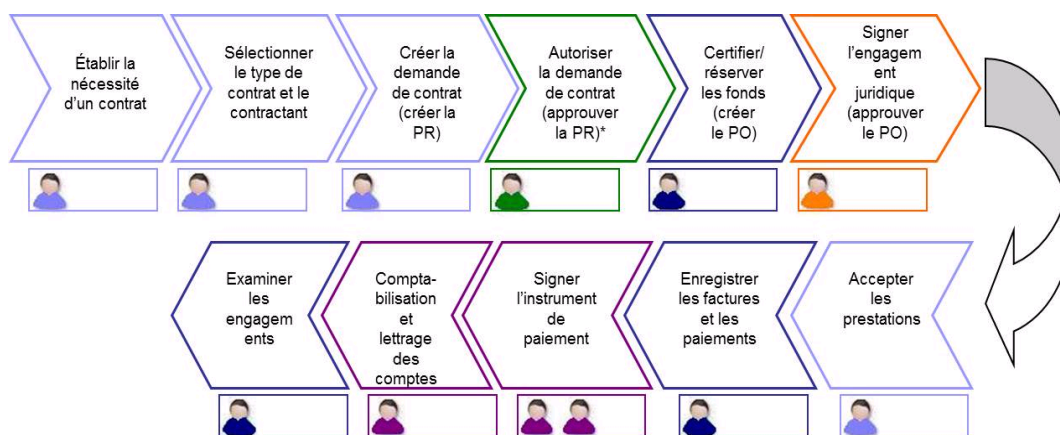 Établir la
nécessité
d'un contrat
Sélectionner
le type de
contrat et le
contractant
Créer la
demande
de contrat
(créer la
PR)
Autoriser
la demande
de contrat
(approuver
la PR)*
Certifier/
réserver
les fonds
(créer
le PO)
Signer
l'engagem
ent
juridique
(approuver
le PO)
Accepter
les
prestations
Enregistrer
les factures
et les
paiements
Signer
l'instrument
de
paiement
Compta-
bilisation
et
lettrage
des
comptes
Examiner
les
engagem
ents